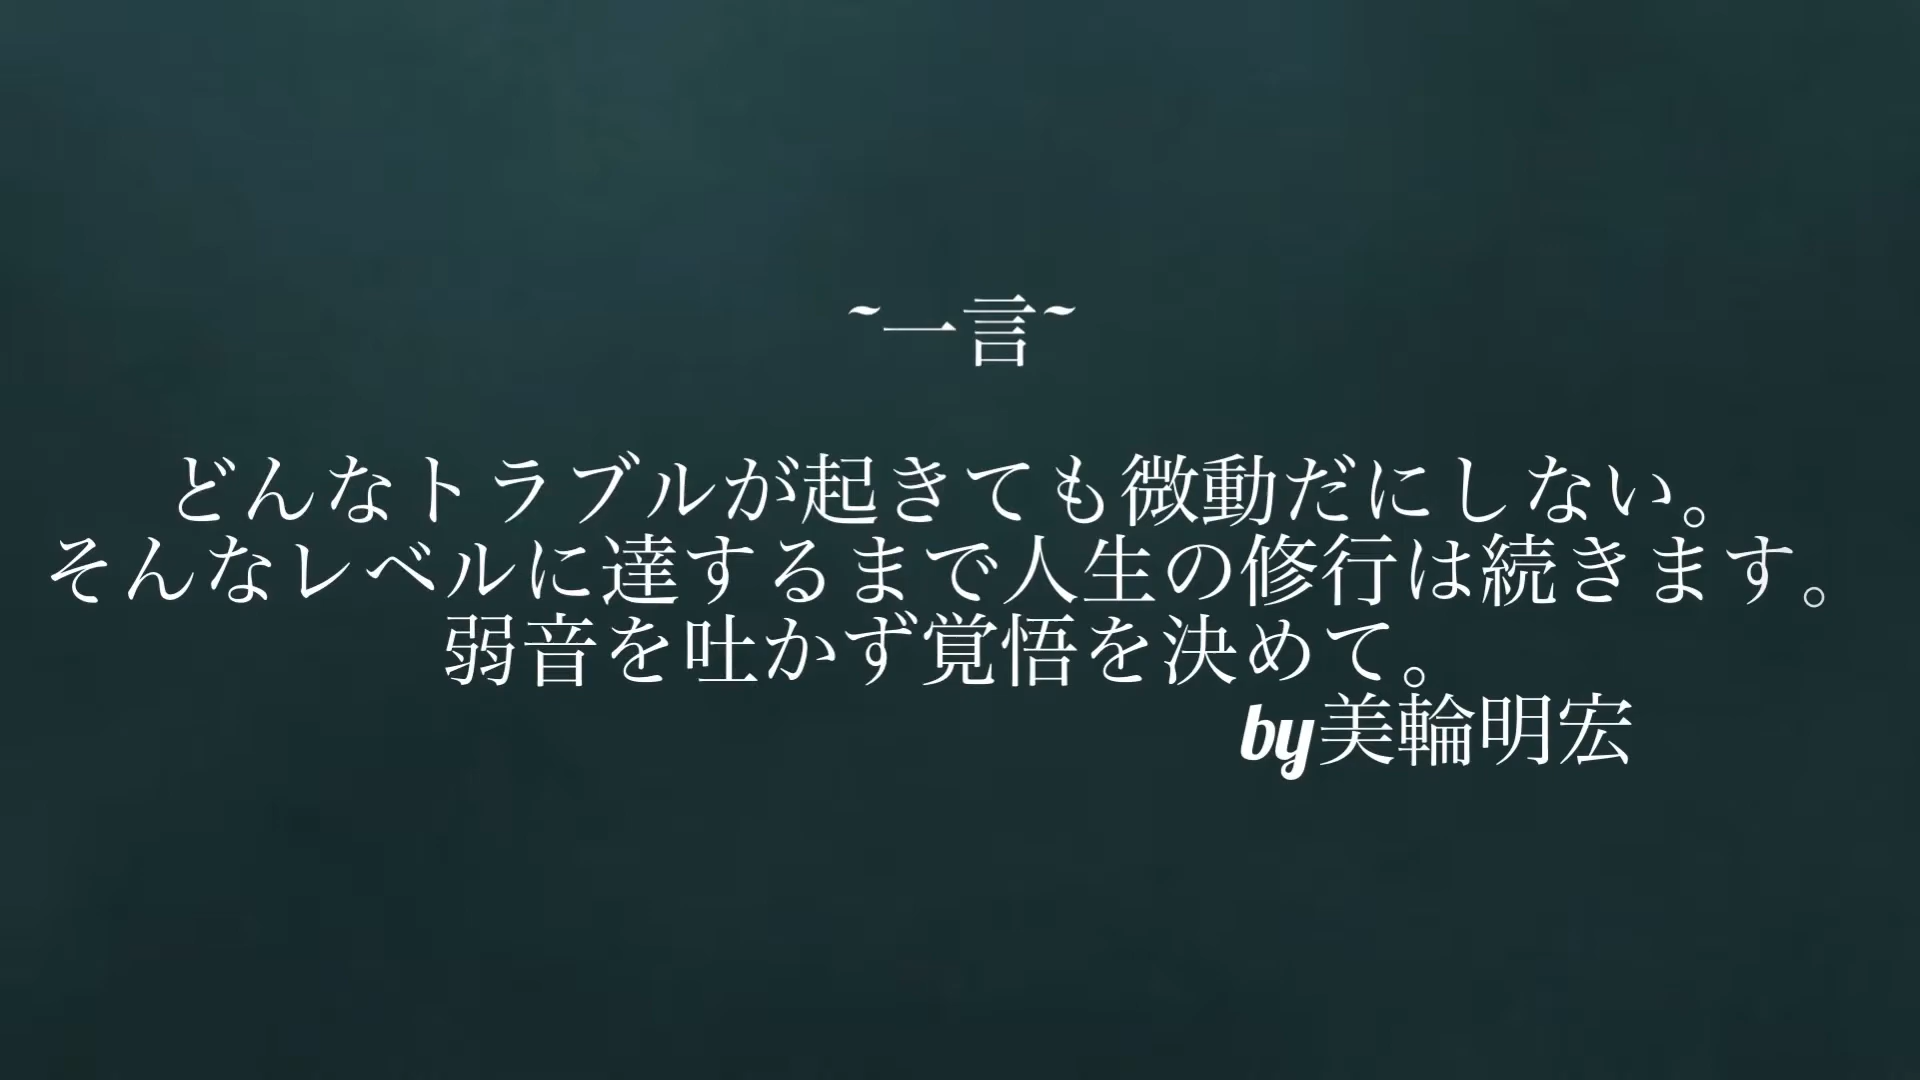 ~一言~
どんなトラブルが起きても微動だにしない。
そんなレベルに達するまで人生の修行は続きます。
弱音を吐かず覚悟を決めて。
by美輪明宏